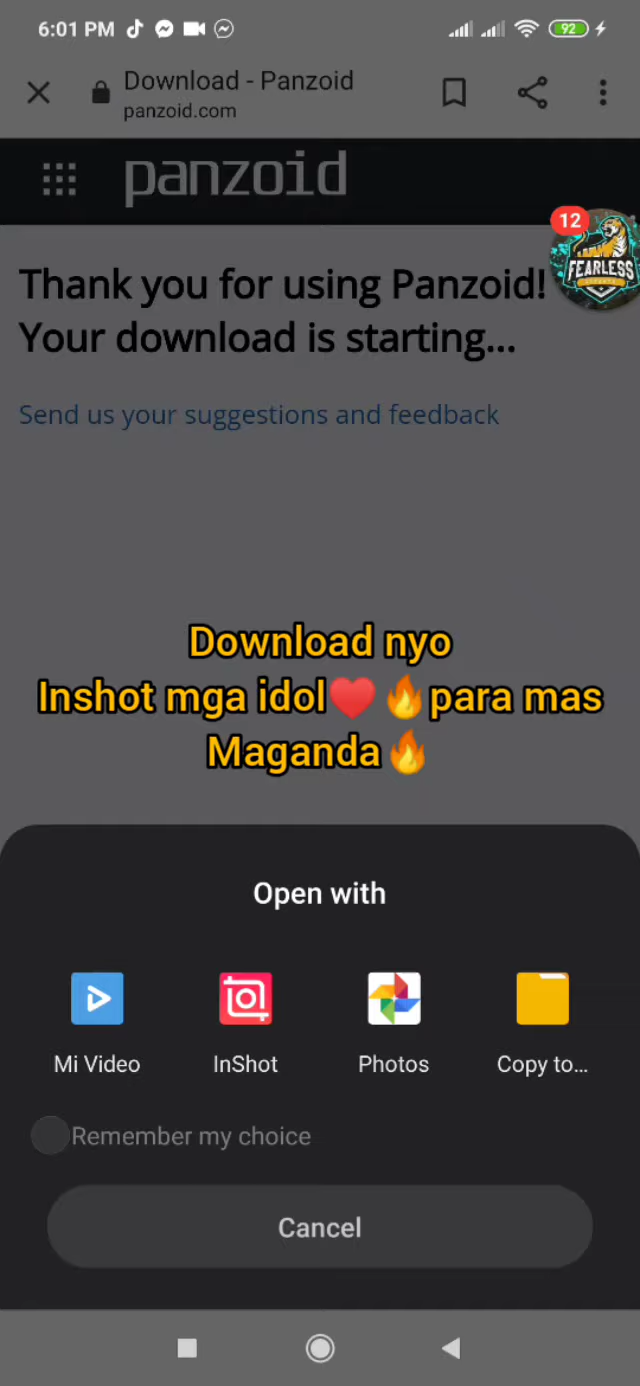 6:01 PM
92
Download - Panzoid
panzoid.com
panzoid
12
FEARLESS
Thank you for using Panzoid!
Your download is starting...
Send us your suggestions and feedback
Download nyo
Inshot mga idol❤️🔥para mas
Maganda🔥
Open with
Mi Video
InShot
Photos
Copy to...
Remember my choice
Cancel